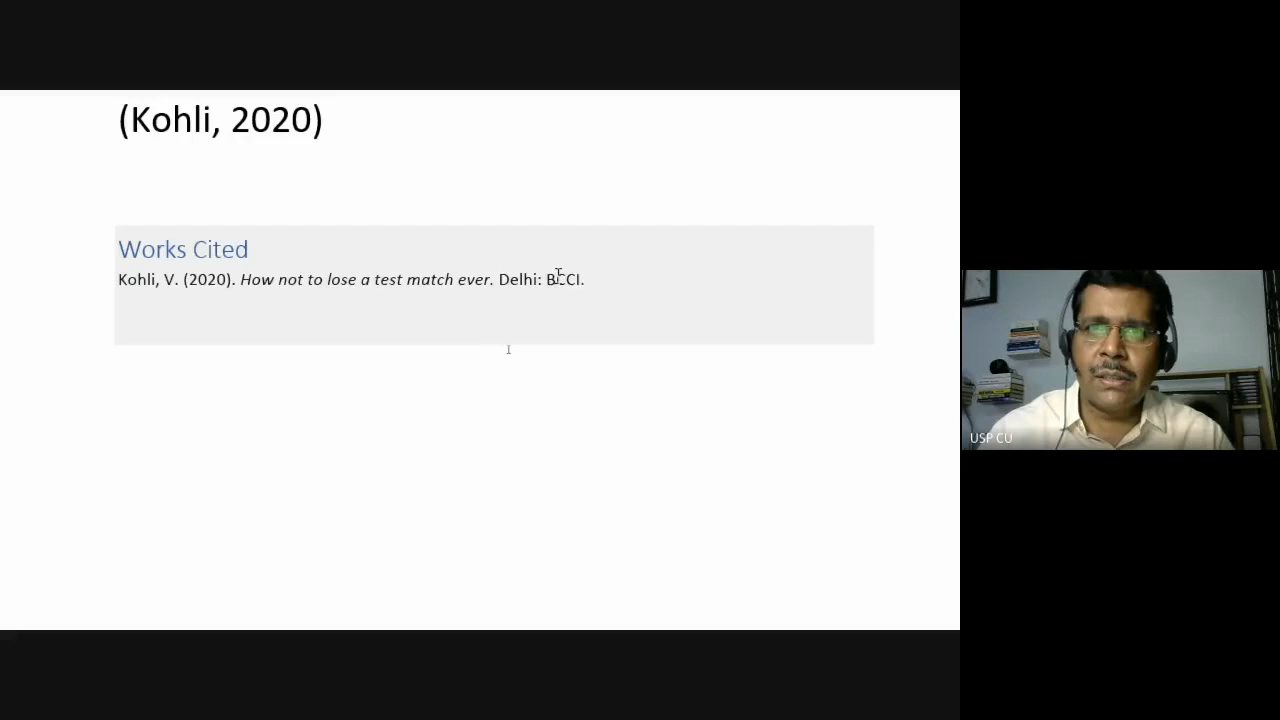 (Kohli, 2020)
Works Cited
Kohli, V. (2020). How not to lose a test match ever. Delhi: BCCI.
USP CU